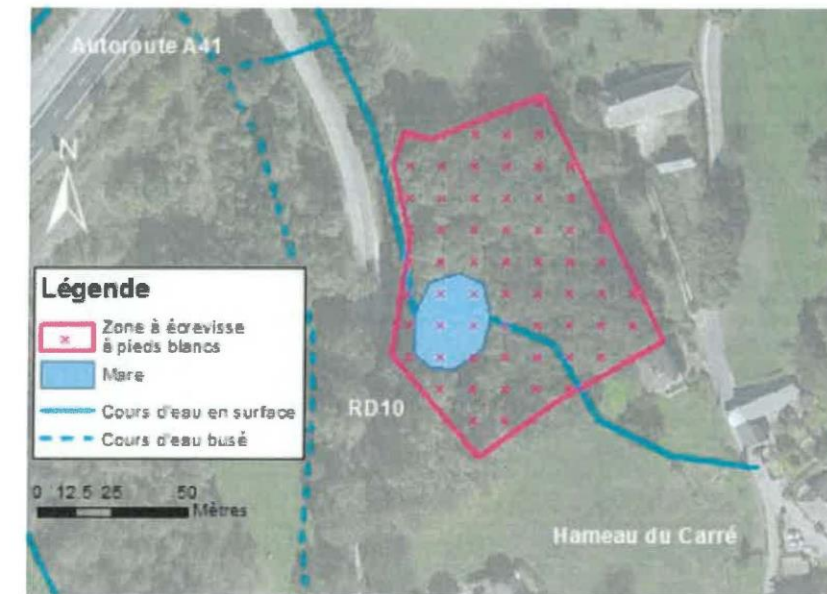 Autoroute A41
N
Légende
Zone à écrevisse
à pieds blancs
Mare
Cours d'eau en surface
Cours d'eau busé
RD10
0 12.5 25 50
Mètres
Hameau du Carré